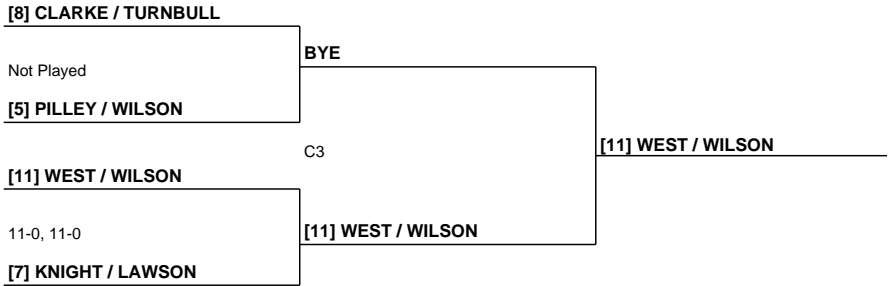 [8] CLARKE / TURNBULL
BYE
Not Played
[5] PILLEY / WILSON
C3
[11] WEST / WILSON
[11] WEST / WILSON
11-0, 11-0
[11] WEST / WILSON
[7] KNIGHT / LAWSON